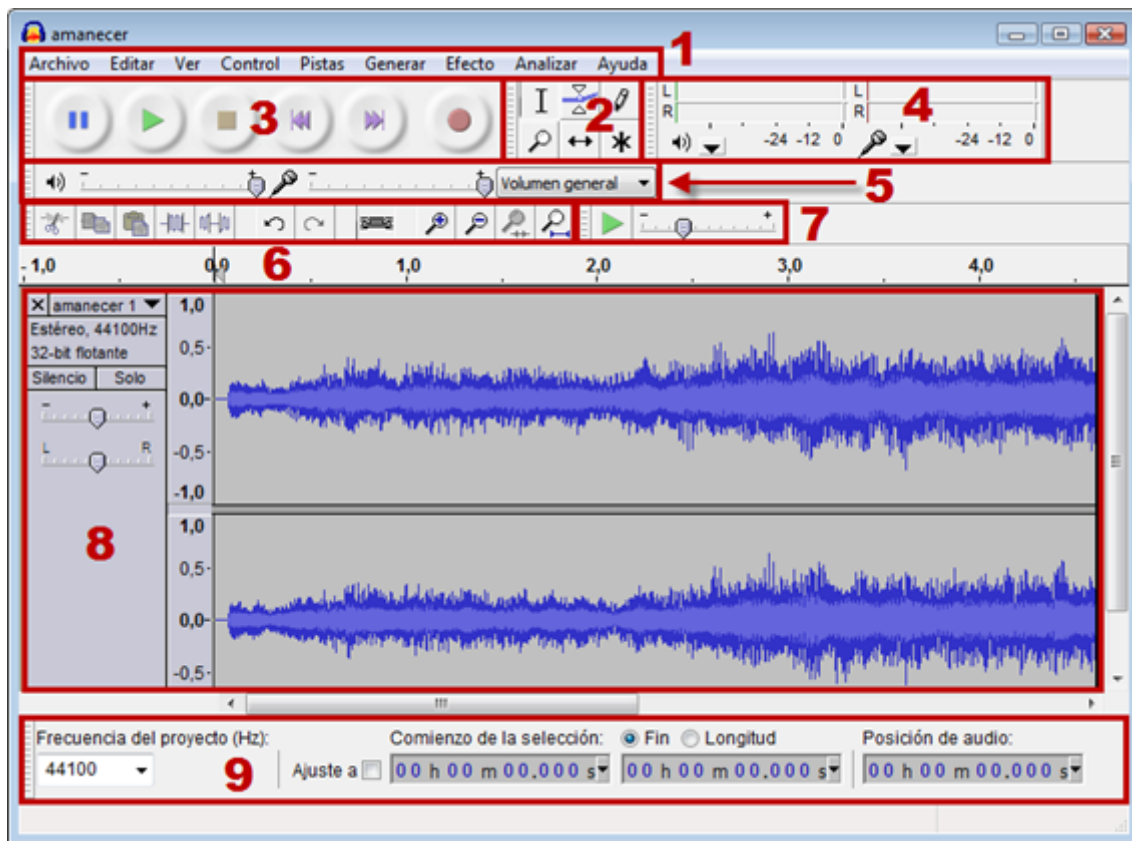 amanecer
1
Archivo Editar Ver Control Pistas Generar Efecto Analizar Ayuda
3
2
L
R
-24 -12 0
4
L
R
-24 -12 0
- +
- +
Volumen general
5
6
- +
7
- 1,0 0,0 1,0 2,0 3,0 4,0
X amanecer 1
Estéreo, 44100Hz
32-bit flotante
Silencio Solo
- +
L R
8
1,0
0,5
0,0
-0,5
-1,0
1,0
0,5
0,0
-0,5
Frecuencia del proyecto (Hz):
44100
9
Ajuste a
Comienzo de la selección: Fin Longitud
00 h 00 m 00.000 s 00 h 00 m 00.000 s
Posición de audio:
00 h 00 m 00.000 s